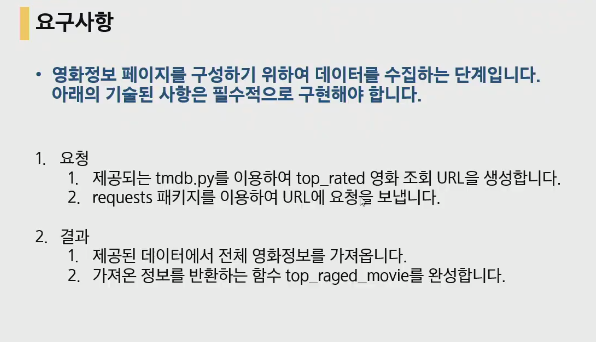 요구사항
• 영화정보 페이지를 구성하기 위하여 데이터를 수집하는 단계입니다.
아래의 기술된 사항은 필수적으로 구현해야 합니다.
1. 요청
1. 제공되는 tmdb.py를 이용하여 top_rated 영화 조회 URL을 생성합니다.
2. requests 패키지를 이용하여 URL에 요청을 보냅니다.
2. 결과
1. 제공된 데이터에서 전체 영화정보를 가져옵니다.
2. 가져온 정보를 반환하는 함수 top_raged_movie를 완성합니다.